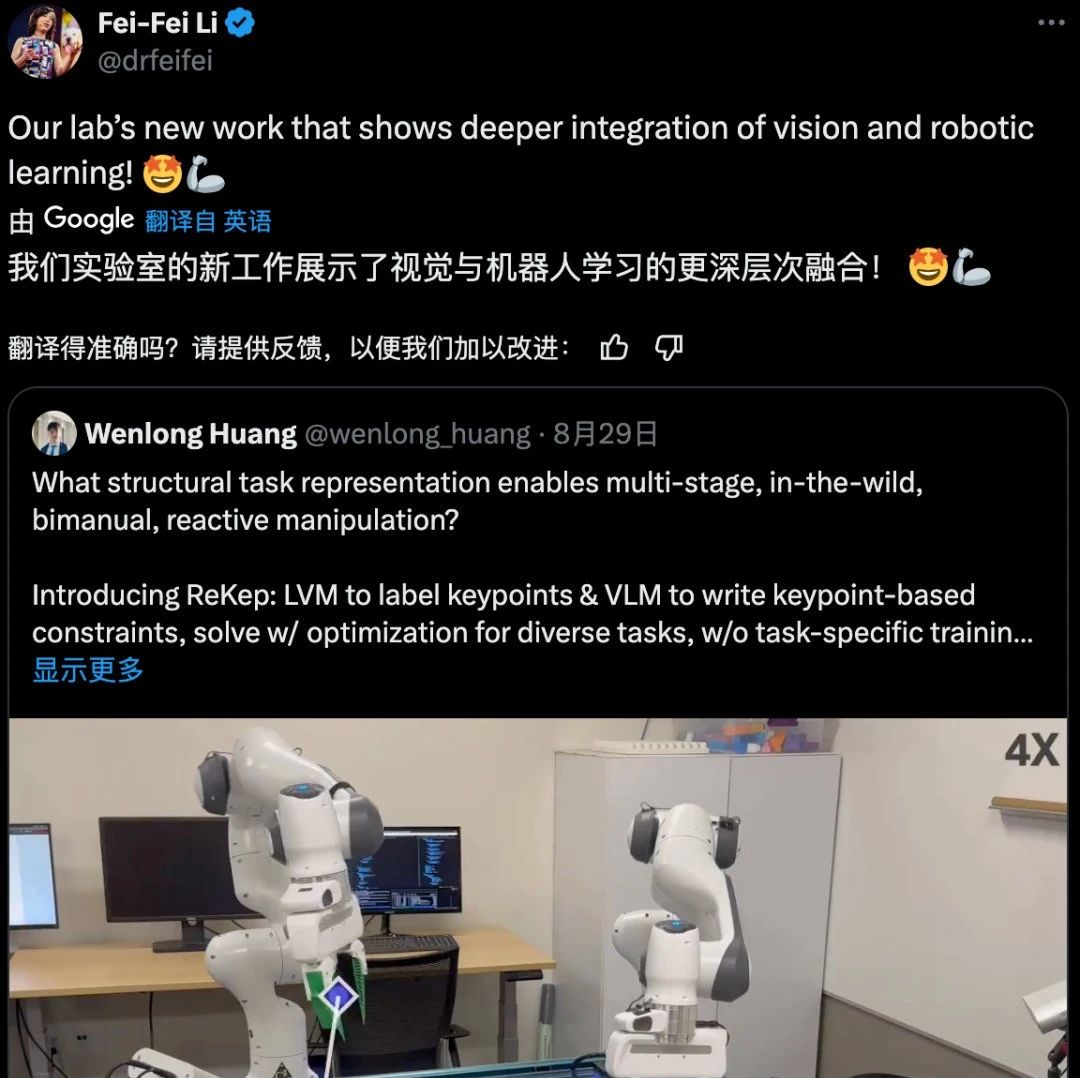 Fei-Fei Li
@drfeifei
Our lab’s new work that shows deeper integration of vision and robotic
learning! 🤩🦾
由 Google 翻译自 英语
我们实验室的新工作展示了视觉与机器人学习的更深层次融合！ 🤩🦾
翻译得准确吗？请提供反馈，以便我们加以改进：
Wenlong Huang @wenlong_huang · 8月29日
What structural task representation enables multi-stage, in-the-wild,
bimanual, reactive manipulation?
Introducing ReKep: LVM to label keypoints & VLM to write keypoint-based
constraints, solve w/ optimization for diverse tasks, w/o task-specific trainin...
显示更多
4X